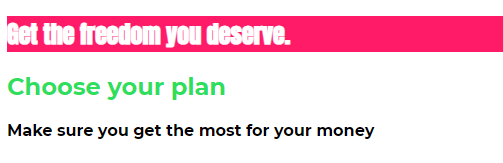 Get the freedom you deserve.
Choose your plan
Make sure you get the most for your money